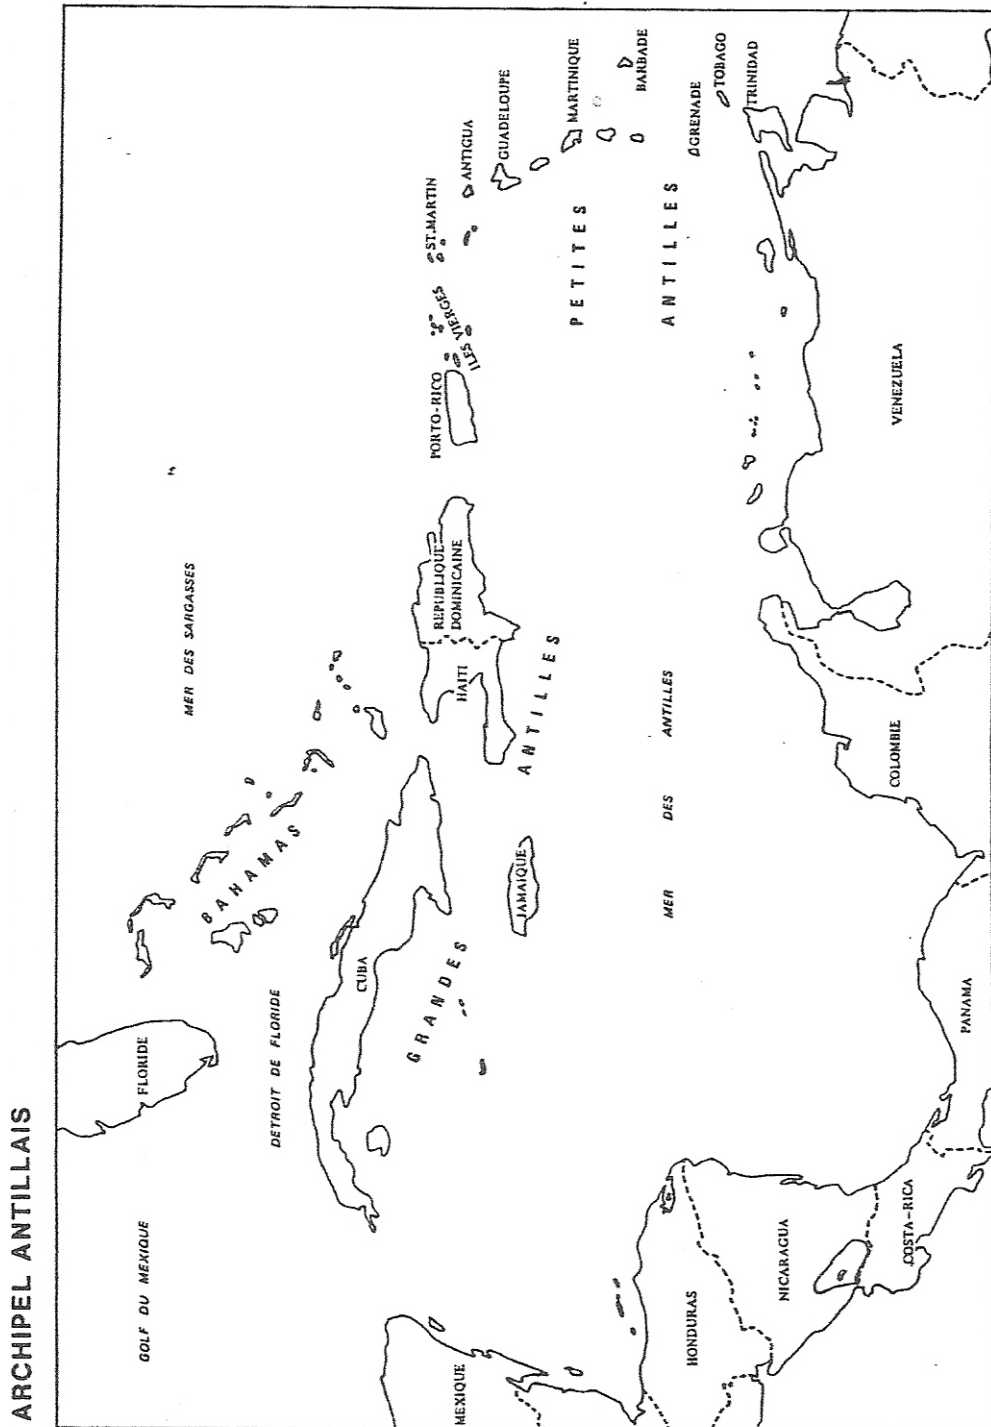 ARCHIPEL ANTILLAIS
GOLF DU MEXIQUE
FLORIDE
DETROIT DE FLORIDE
BAHAMAS
MER DES SARGASSES
MEXIQUE
CUBA
GRANDES
ANTILLES
JAMAIQUE
HAITI
REPUBLIQUE
DOMINICAINE
PORTO-RICO
ILES VIERGES
ST.MARTIN
ANTIGUA
GUADELOUPE
MARTINIQUE
BARBADE
PETITES
ANTILLES
GRENADE
TOBAGO
TRINIDAD
MER DES ANTILLES
HONDURAS
NICARAGUA
COSTA-RICA
PANAMA
COLOMBIE
VENEZUELA